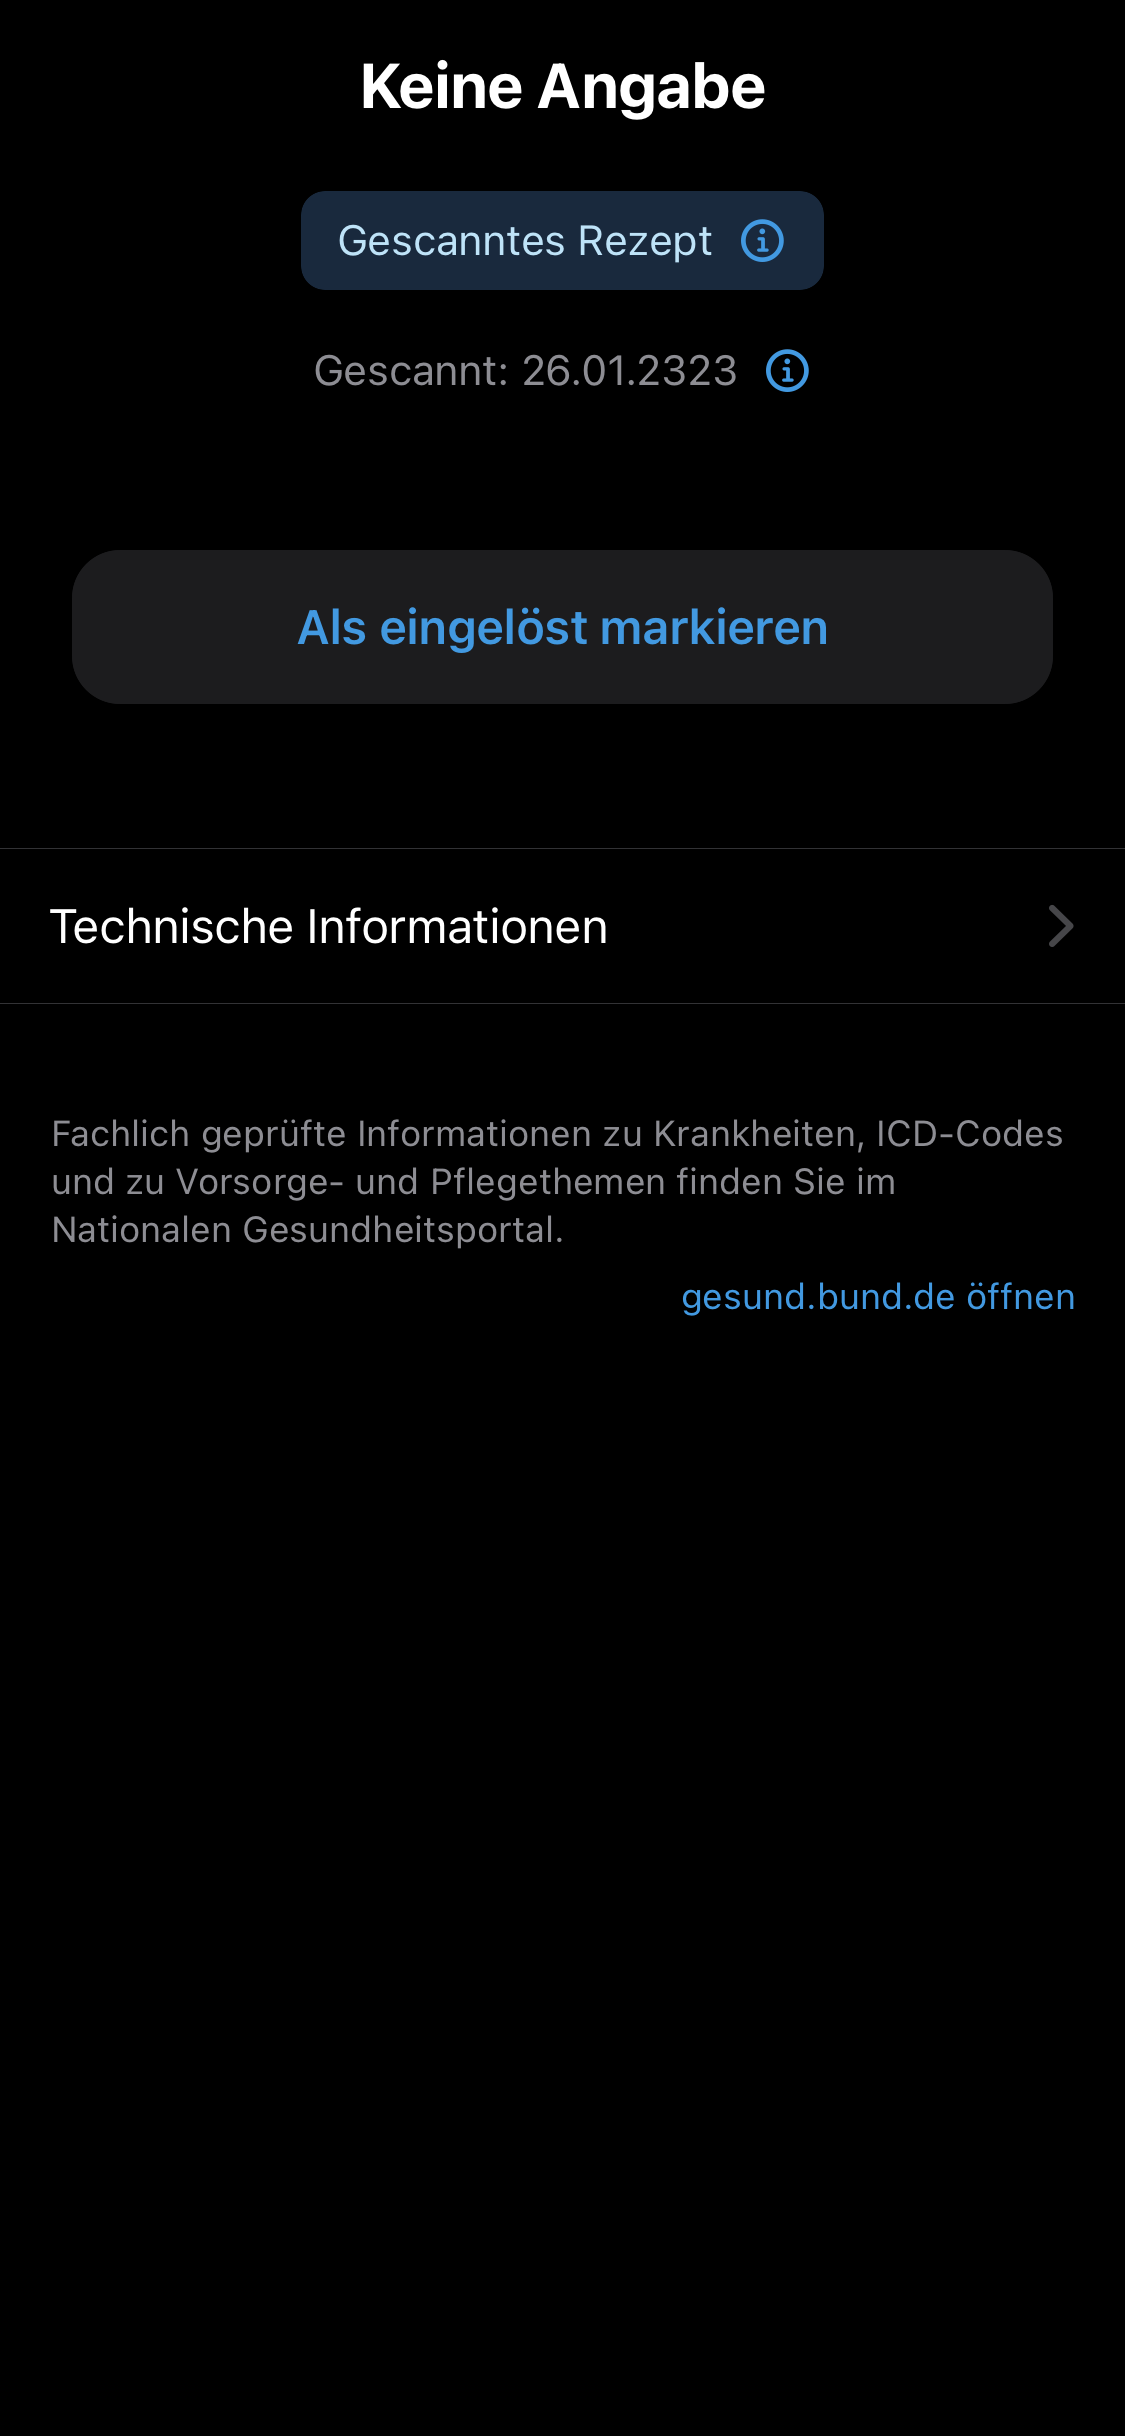 Keine Angabe
Gescanntes Rezept
Gescannt: 26.01.2323
Als eingelöst markieren
Technische Informationen
Fachlich geprüfte Informationen zu Krankheiten, ICD-Codes
und zu Vorsorge- und Pflegethemen finden Sie im
Nationalen Gesundheitsportal.
gesund.bund.de öffnen